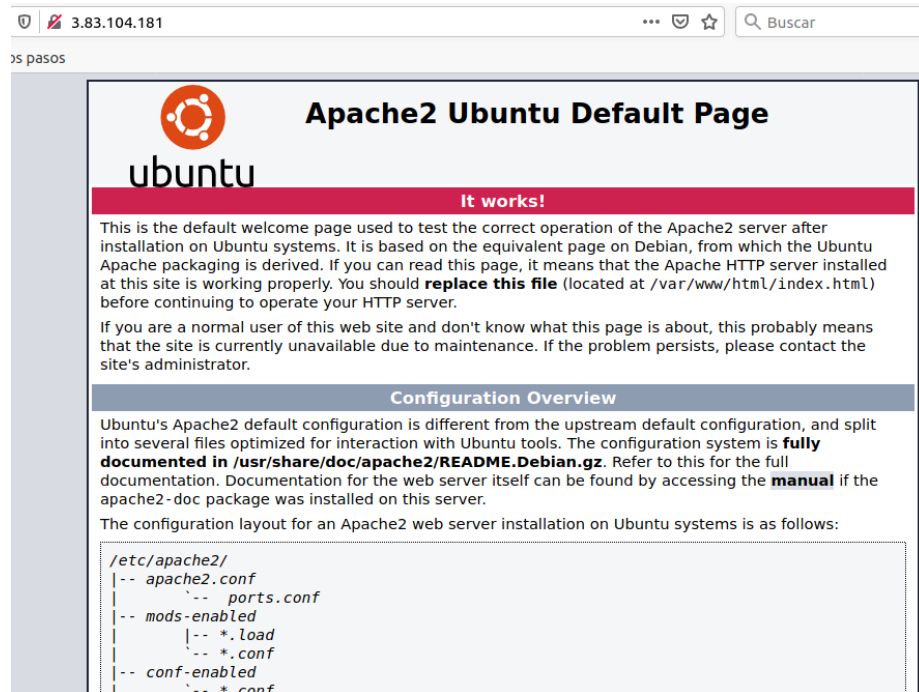 3.83.104.181
Buscar
os pasos
ubuntu
Apache2 Ubuntu Default Page
It works!
This is the default welcome page used to test the correct operation of the Apache2 server after
installation on Ubuntu systems. It is based on the equivalent page on Debian, from which the Ubuntu
Apache packaging is derived. If you can read this page, it means that the Apache HTTP server installed
at this site is working properly. You should replace this file (located at /var/www/html/index.html)
before continuing to operate your HTTP server.
If you are a normal user of this web site and don't know what this page is about, this probably means
that the site is currently unavailable due to maintenance. If the problem persists, please contact the
site's administrator.
Configuration Overview
Ubuntu's Apache2 default configuration is different from the upstream default configuration, and split
into several files optimized for interaction with Ubuntu tools. The configuration system is fully
documented in /usr/share/doc/apache2/README.Debian.gz. Refer to this for the full
documentation. Documentation for the web server itself can be found by accessing the manual if the
apache2-doc package was installed on this server.
The configuration layout for an Apache2 web server installation on Ubuntu systems is as follows:
/etc/apache2/
|-- apache2.conf
|       `--  ports.conf
|-- mods-enabled
|       |-- *.load
|       `-- *.conf
|-- conf-enabled
|       `-- *.conf